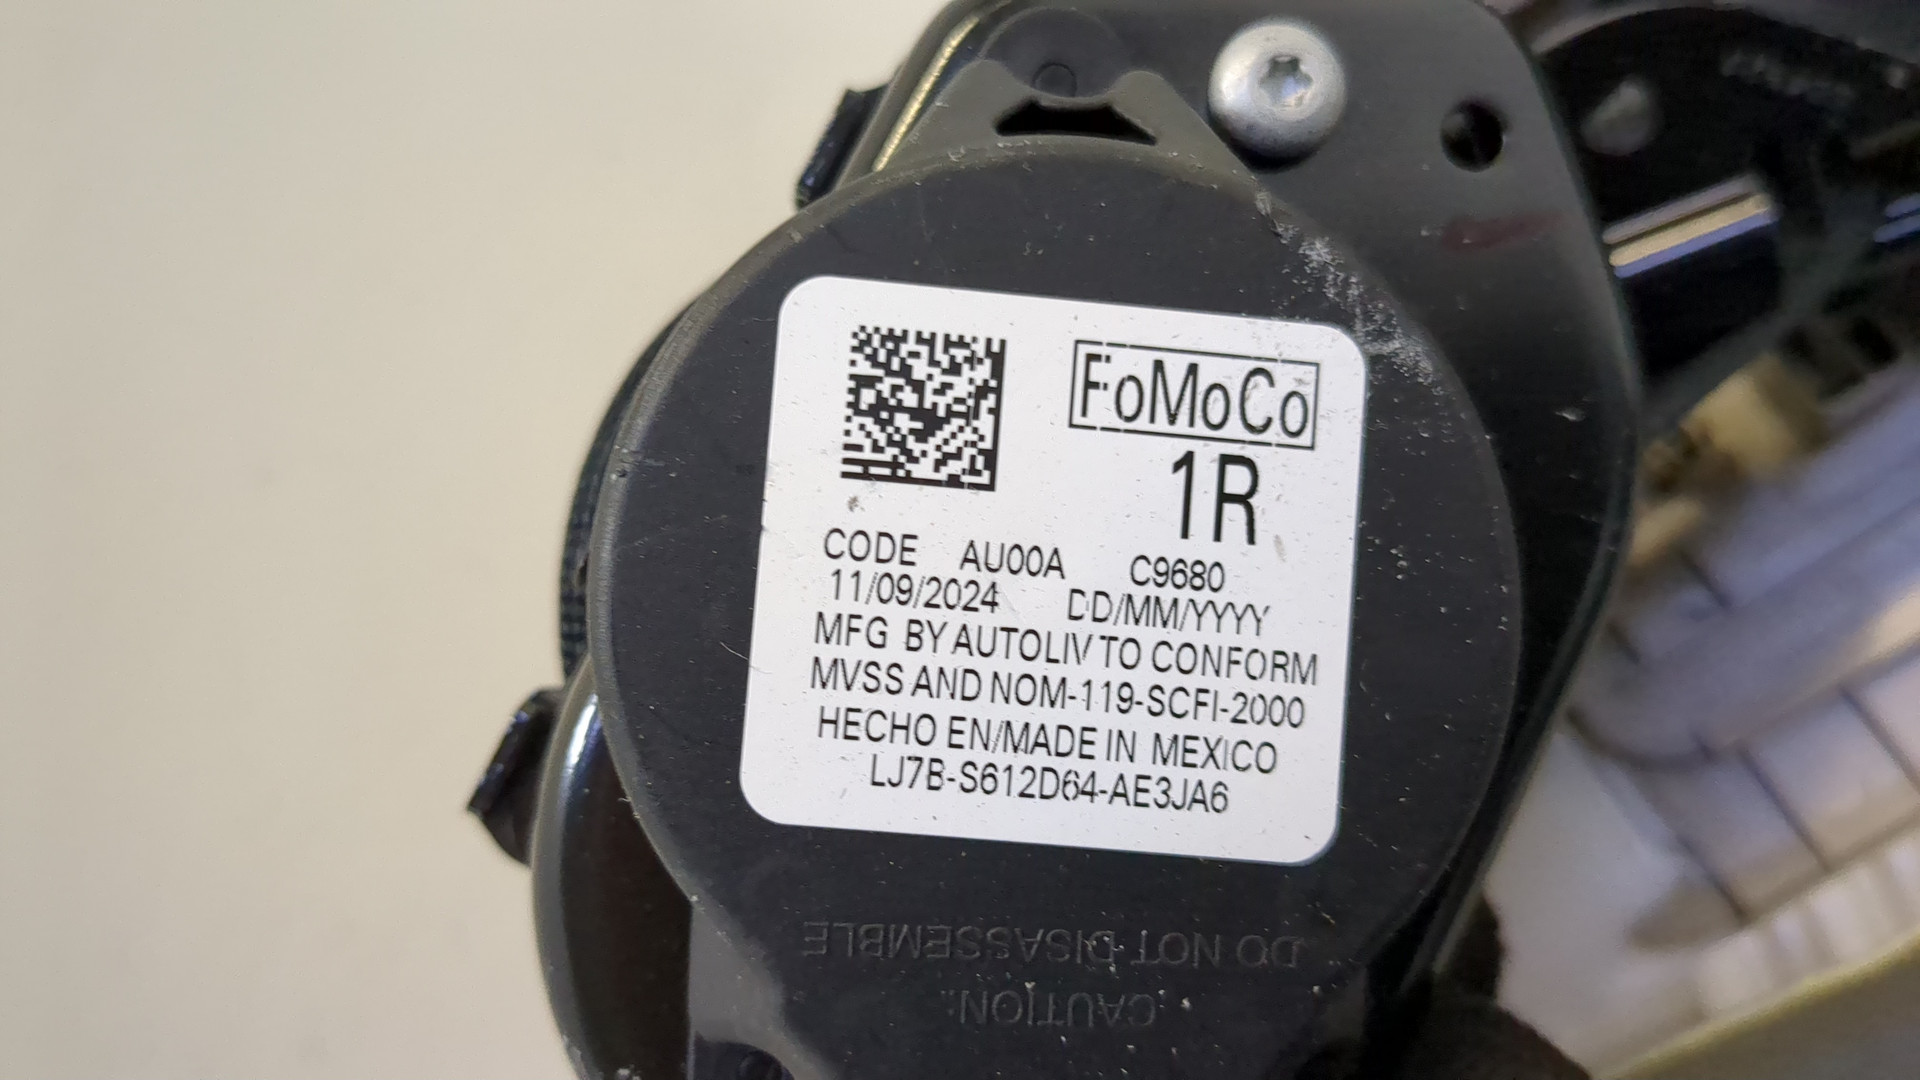 FoMoCo
1R
CODE AU00A C9680
11/09/2024 DD/MM/YYYY
MFG BY AUTOLIV TO CONFORM
MVSS AND NOM-119-SCFI-2000
HECHO EN/MADE IN MEXICO
LJ7B-S612D64-AE3JA6
CAUTION:
DO NOT DISASSEMBLE